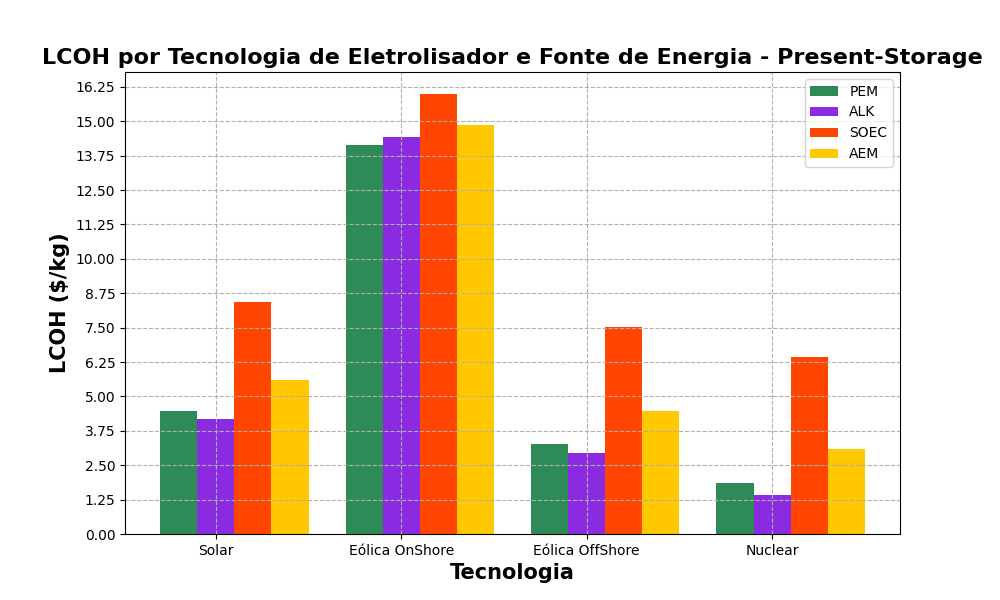 LCOH por Tecnologia de Eletrolisador e Fonte de Energia - Present-Storage
LCOH ($/kg)
16.25
15.00
13.75
12.50
11.25
10.00
8.75
7.50
6.25
5.00
3.75
2.50
1.25
0.00
PEM
ALK
SOEC
AEM
Solar
Eólica OnShore
Eólica OffShore
Nuclear
Tecnologia